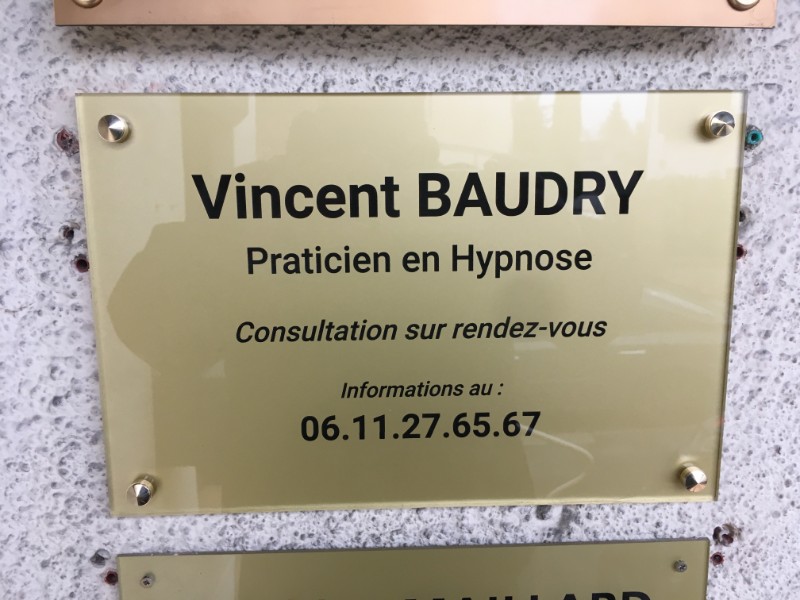 Vincent BAUDRY
Praticien en Hypnose
Consultation sur rendez-vous
Informations au :
06.11.27.65.67